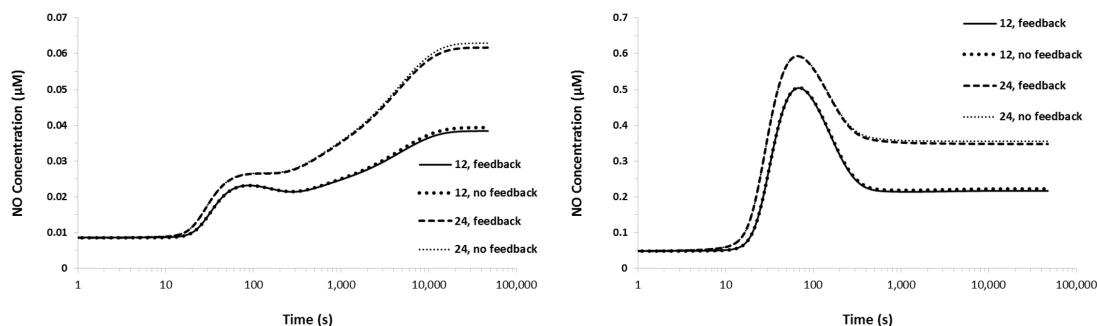 0.07
0.06
0.05
0.04
0.03
0.02
0.01
0
NO Concentration (µM)
12, feedback
12, no feedback
24, feedback
24, no feedback
1 10 100 1,000 10,000 100,000
Time (s)
0.7
0.6
0.5
0.4
0.3
0.2
0.1
0
NO Concentration (µM)
12, feedback
12, no feedback
24, feedback
24, no feedback
1 10 100 1,000 10,000 100,000
Time (s)